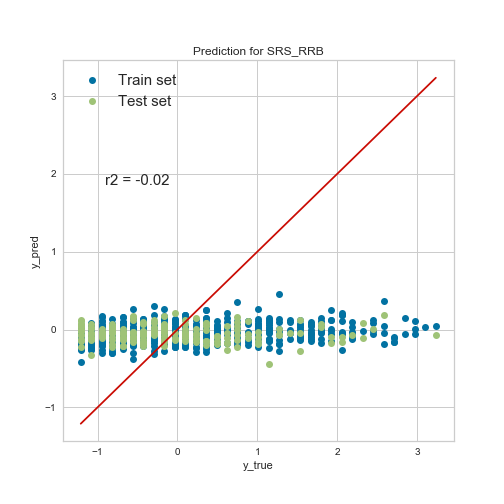 Prediction for SRS_RRB
Train set
Test set
r2 = -0.02
3
2
1
0
−1
y_pred
−1
0
1
2
3
y_true